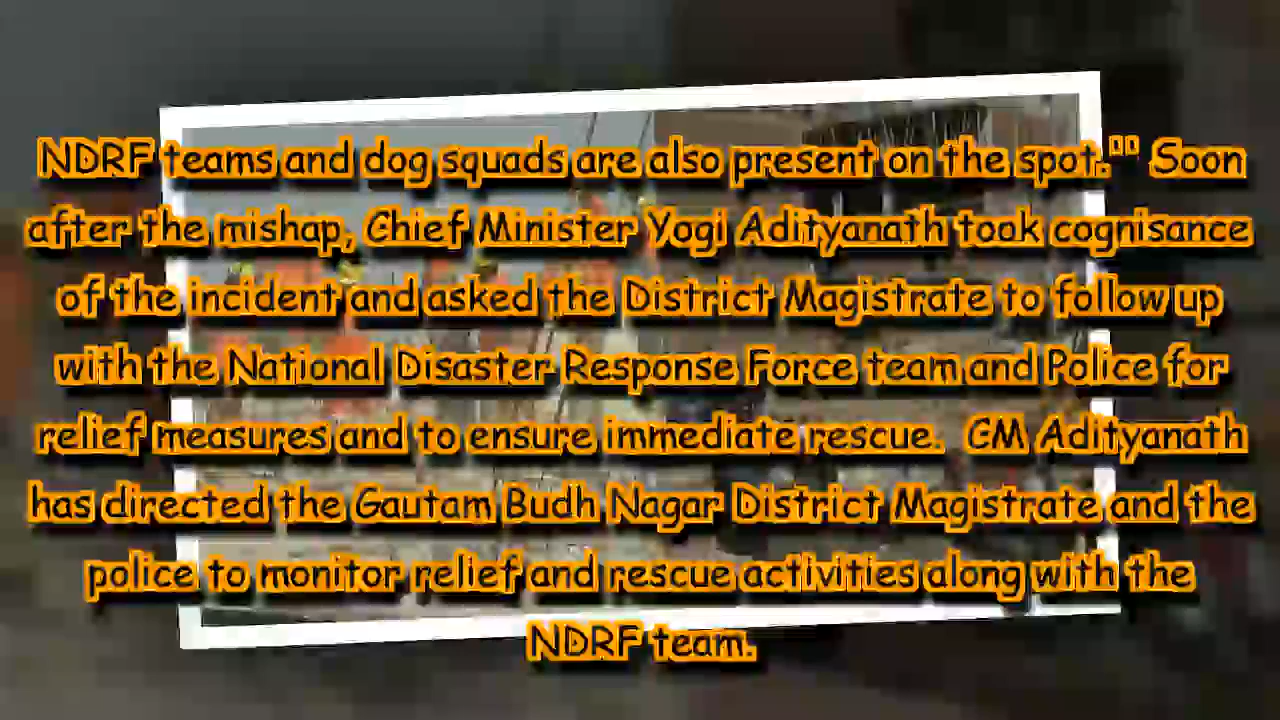 NDRF teams and dog squads are also present on the spot."" Soon
after the mishap, Chief Minister Yogi Adityanath took cognisance
of the incident and asked the District Magistrate to follow up
with the National Disaster Response Force team and Police for
relief measures and to ensure immediate rescue.  CM Adityanath
has directed the Gautam Budh Nagar District Magistrate and the
police to monitor relief and rescue activities along with the
NDRF team.